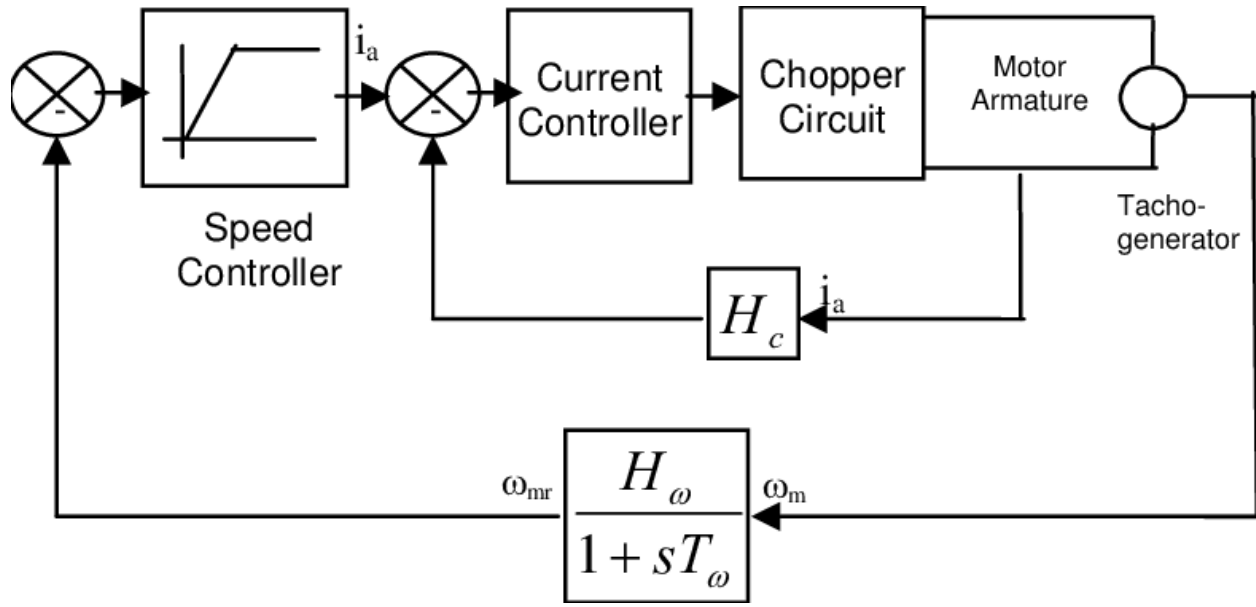 -
i_a
-
Current
Controller
Chopper
Circuit
Motor
Armature
Speed
Controller
Tacho-
generator
H_c
i_a
ω_mr
H_ω
1 + sT_ω
ω_m